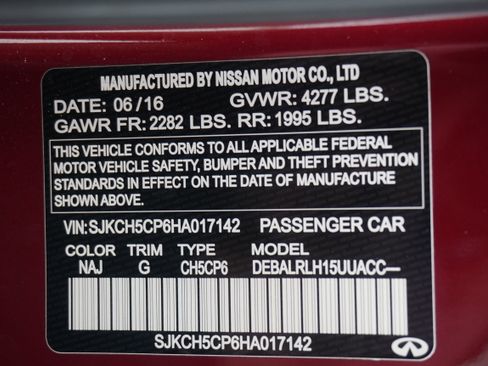 MANUFACTURED BY NISSAN MOTOR CO., LTD
DATE: 06/16 GVWR: 4277 LBS.
GAWR FR: 2282 LBS. RR: 1995 LBS.
THIS VEHICLE CONFORMS TO ALL APPLICABLE FEDERAL
MOTOR VEHICLE SAFETY, BUMPER AND THEFT PREVENTION
STANDARDS IN EFFECT ON THE DATE OF MANUFACTURE
SHOWN ABOVE.
VIN: SJKCH5CP6HA017142 PASSENGER CAR
COLOR TRIM TYPE MODEL
NAJ G CH5CP6 DEBALRLH15UUACC—
SJKCH5CP6HA017142